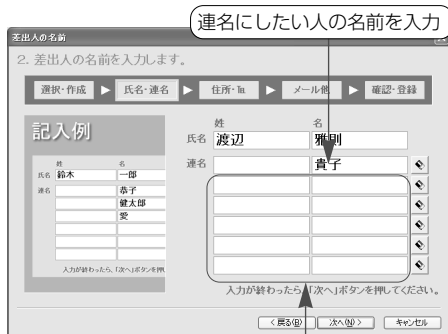 連名にしたい人の名前を入力
差出人の名前
2. 差出人の名前を入力します。
選択・作成 ▶ 氏名・連名 ▶ 住所・℡ ▶ メール他 ▶ 確認・登録
記入例
姓 名
氏名 鈴木 一郎
連名 恭子
健太郎
愛
入力が終わったら、「次へ」ボタンを押
姓 名
氏名 渡辺 雅則
連名 貴子
入力が終わったら、「次へ」ボタンを押してください。
< 戻る(B) 次へ(N) > キャンセル